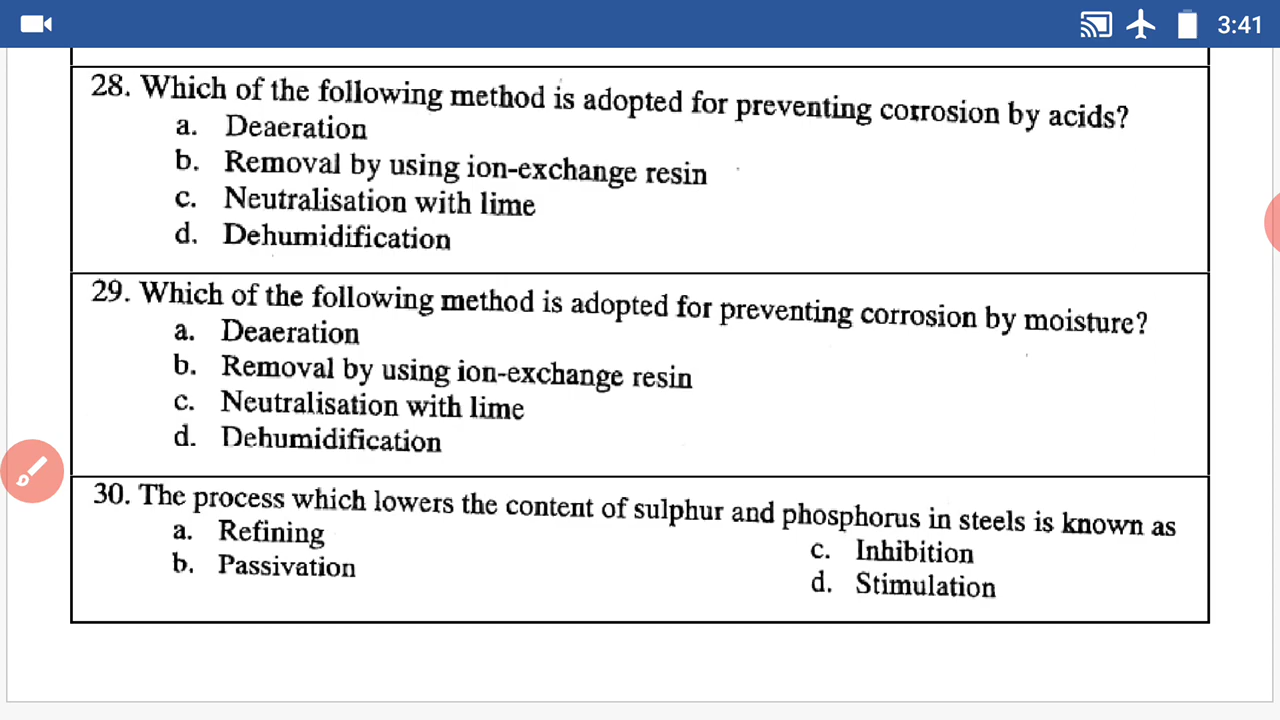 3:41
28. Which of the following method is adopted for preventing corrosion by acids?
a. Deaeration
b. Removal by using ion-exchange resin
c. Neutralisation with lime
d. Dehumidification
29. Which of the following method is adopted for preventing corrosion by moisture?
a. Deaeration
b. Removal by using ion-exchange resin
c. Neutralisation with lime
d. Dehumidification
30. The process which lowers the content of sulphur and phosphorus in steels is known as
a. Refining
b. Passivation
c. Inhibition
d. Stimulation